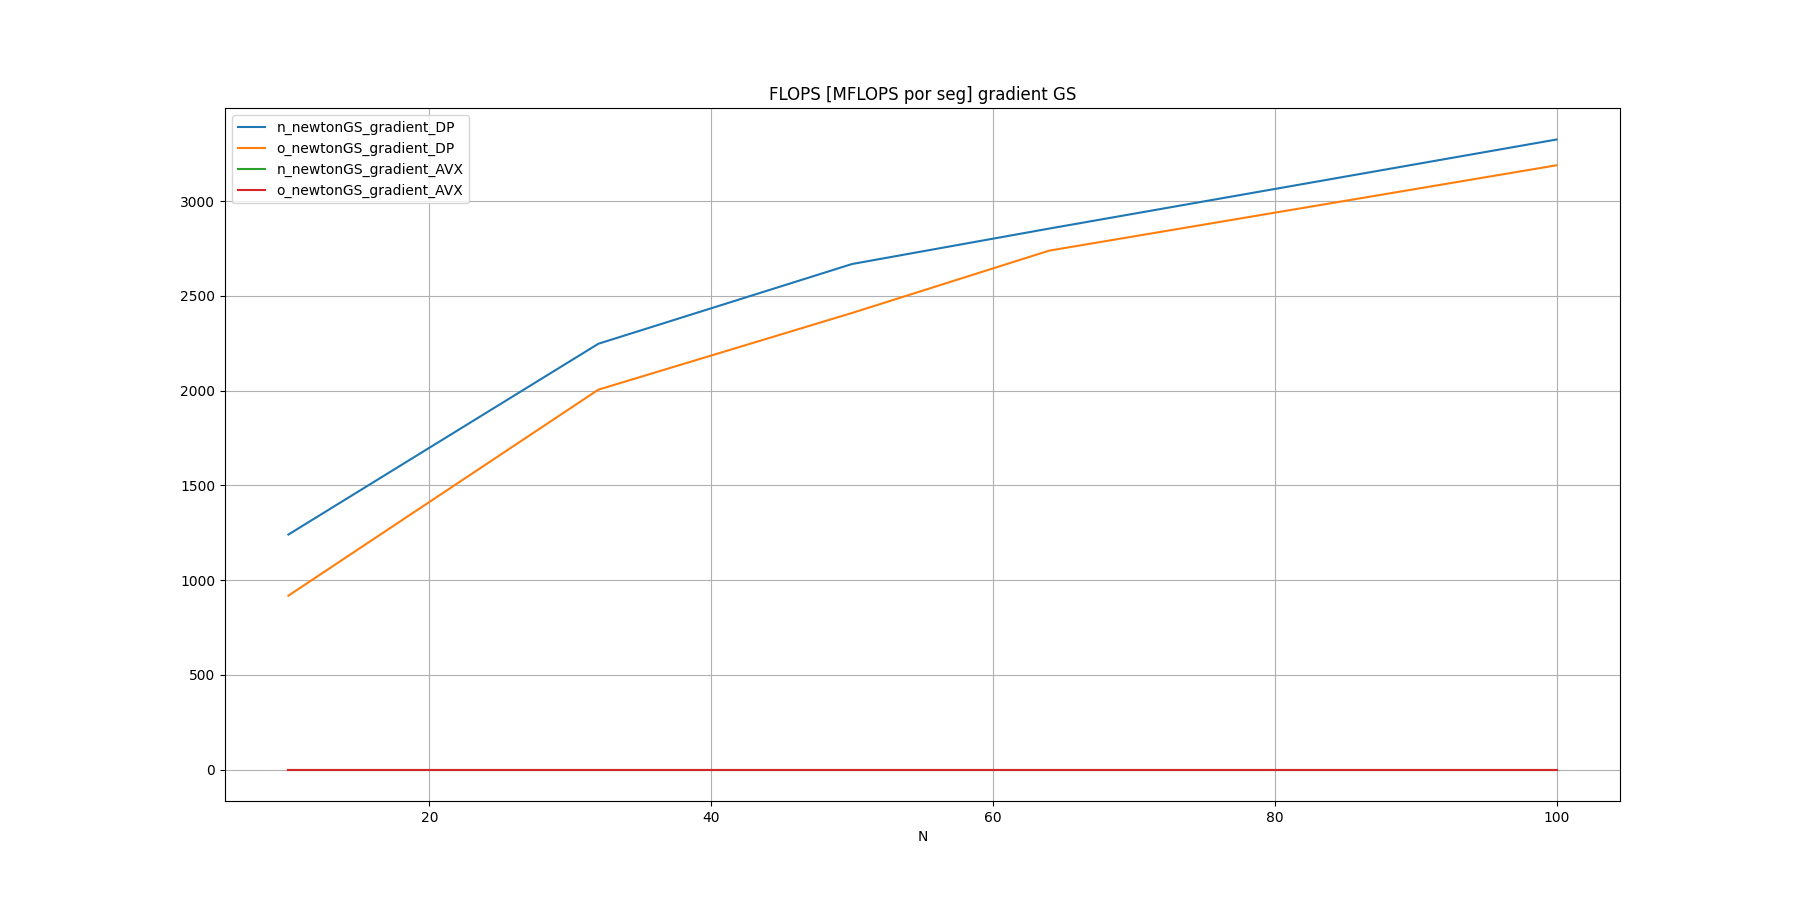 FLOPS [MFLOPS por seg] gradient GS
n_newtonGS_gradient_DP
o_newtonGS_gradient_DP
n_newtonGS_gradient_AVX
o_newtonGS_gradient_AVX
3000
2500
2000
1500
1000
500
0
20 40 60 80 100
N